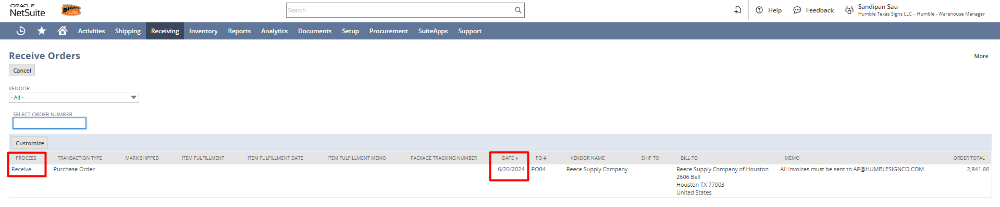 ORACLE
NetSuite
SIGN CO
Search
Help
Feedback
Sandipan Sau
Humble Texas Signs LLC - Humble - Warehouse Manager
Activities Shipping Receiving Inventory Reports Analytics Documents Setup Procurement SuiteApps Support
Receive Orders
More
Cancel
VENDOR
- All -
SELECT ORDER NUMBER
Customize
PROCESS TRANSACTION TYPE MARK SHIPPED ITEM FULFILLMENT ITEM FULFILLMENT DATE ITEM FULFILLMENT MEMO PACKAGE TRACKING NUMBER DATE ▲ PO # VENDOR NAME SHIP TO BILL TO MEMO ORDER TOTAL
Receive Purchase Order 6/20/2024 PO04 Reece Supply Company Reece Supply Company of Houston All invoices must be sent to AP@HUMBLESIGNCO.COM 2,841.66
2606 Bell
Houston TX 77003
United States